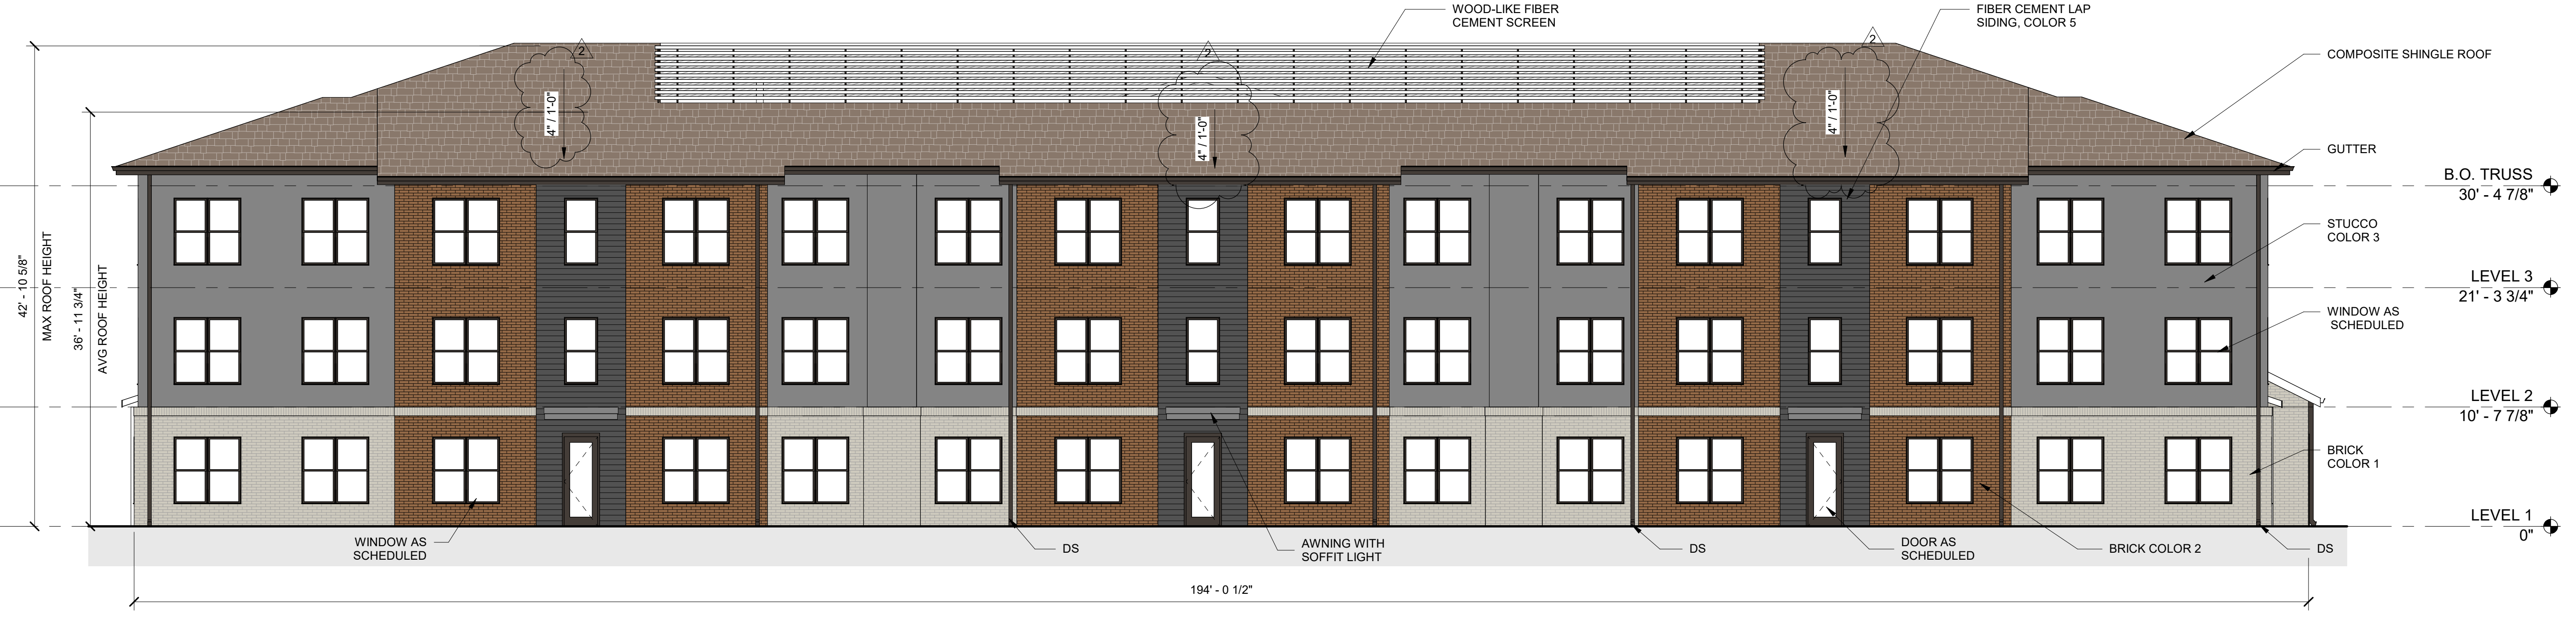 WOOD-LIKE FIBER
CEMENT SCREEN
FIBER CEMENT LAP
SIDING, COLOR 5
2
2
2
COMPOSITE SHINGLE ROOF
4" / 1'-0"
4" / 1'-0"
4" / 1'-0"
GUTTER
B.O. TRUSS
30' - 4 7/8"
STUCCO
COLOR 3
42' - 10 5/8"
MAX ROOF HEIGHT
36' - 11 3/4"
AVG ROOF HEIGHT
LEVEL 3
21' - 3 3/4"
WINDOW AS
SCHEDULED
LEVEL 2
10' - 7 7/8"
BRICK
COLOR 1
LEVEL 1
0"
WINDOW AS
SCHEDULED
DS
AWNING WITH
SOFFIT LIGHT
DS
DOOR AS
SCHEDULED
BRICK COLOR 2
DS
194' - 0 1/2"